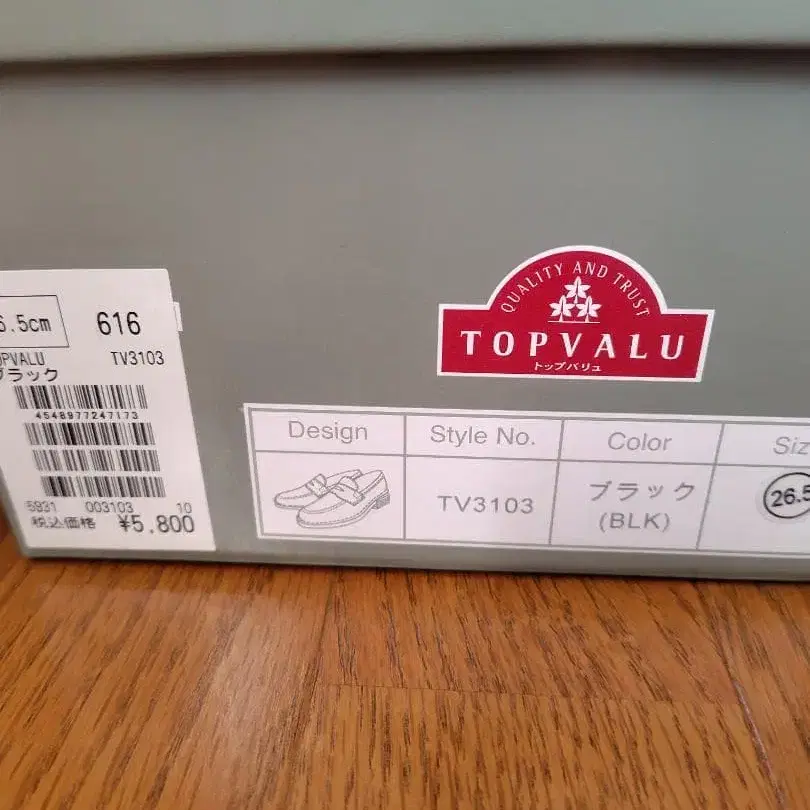 6.5cm 616
OPVALU TV3103
ブラック
4548977247173
5931 003103 10
税込価格 ¥5.800
QUALITY AND TRUST
TOPVALU
トップバリュ
Design Style No. Color Siz
TV3103 ブラック 26.5
(BLK)